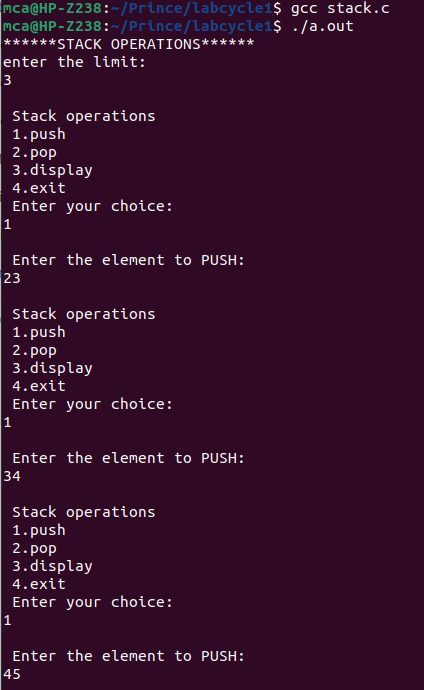 mca@HP-Z238:~/Prince/labcycle1$ gcc stack.c
mca@HP-Z238:~/Prince/labcycle1$ ./a.out
******STACK OPERATIONS******
enter the limit:
3
Stack operations
1.push
2.pop
3.display
4.exit
Enter your choice:
1
Enter the element to PUSH:
23
Stack operations
1.push
2.pop
3.display
4.exit
Enter your choice:
1
Enter the element to PUSH:
34
Stack operations
1.push
2.pop
3.display
4.exit
Enter your choice:
1
Enter the element to PUSH:
45